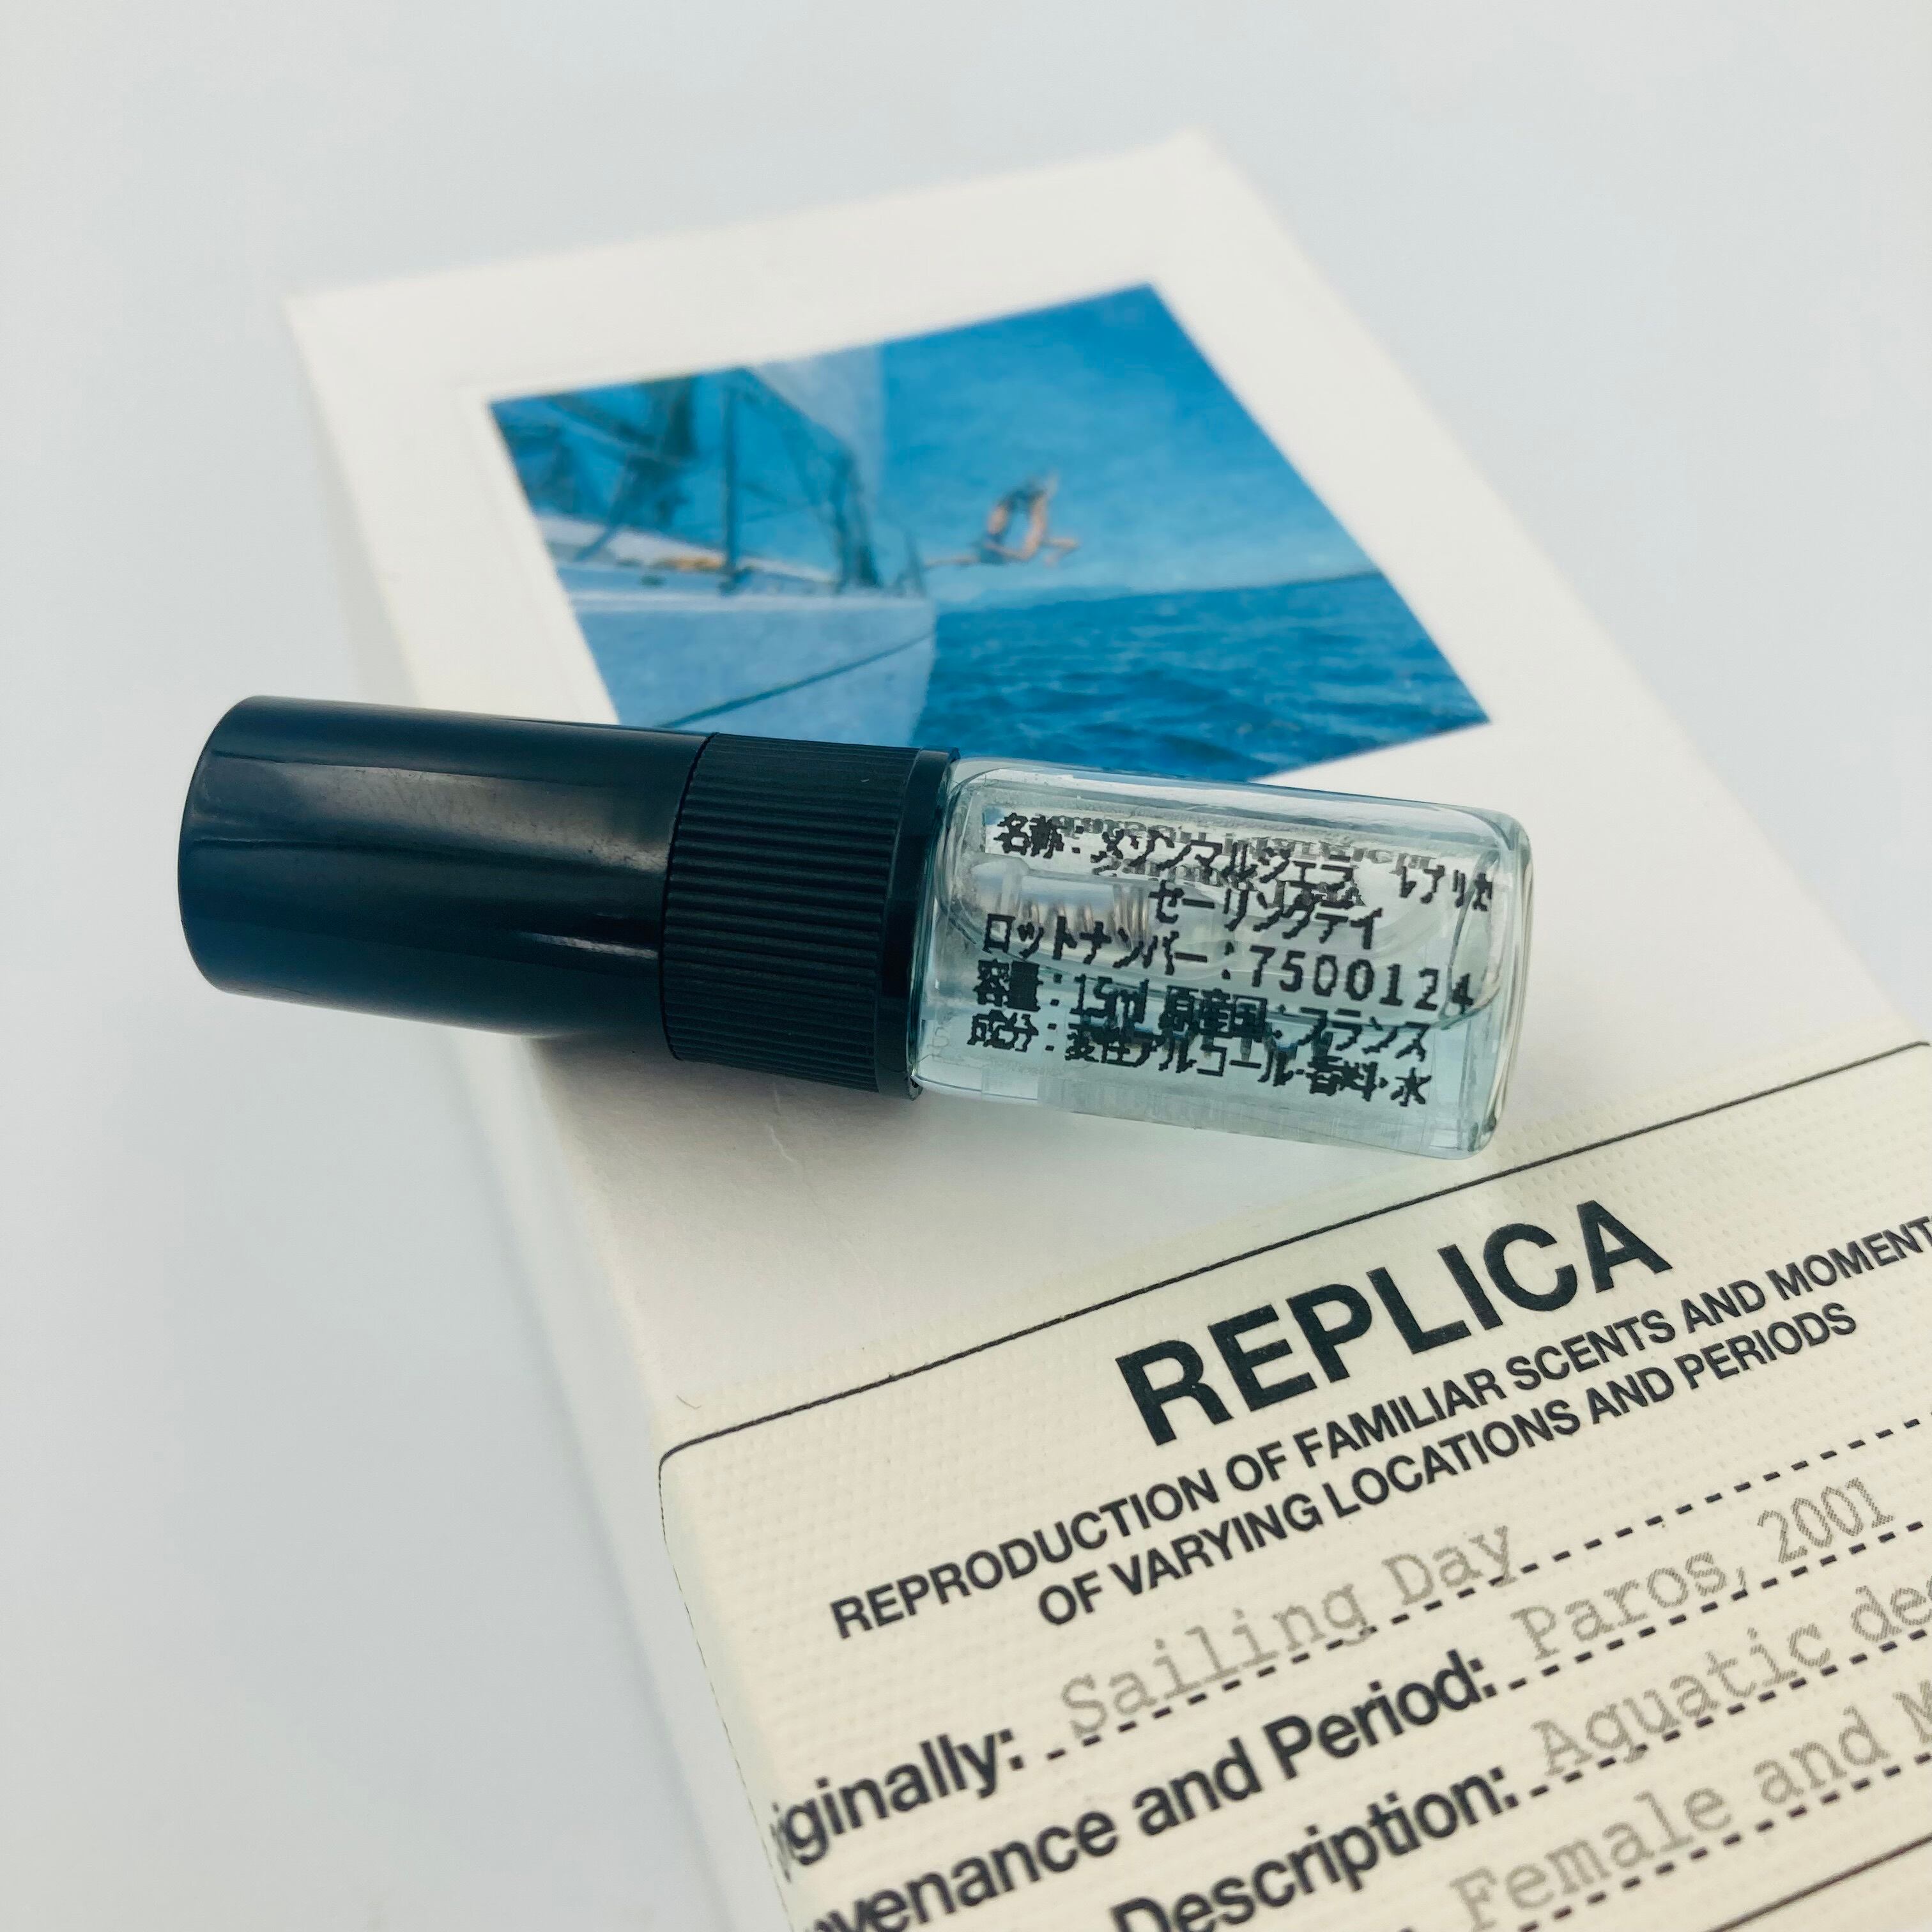 名称：メゾンマルジェラ レプリカ
セーリングデイ
ロットナンバー：7500124
容量：1.5ml 原産国：フランス
成分：変性アルコール・香料・水
REPLICA
REPRODUCTION OF FAMILIAR SCENTS AND MOMENT
OF VARYING LOCATIONS AND PERIODS
iginally: Sailing Day
venance and Period: Paros, 2001
Description: Aquatic
Female and M